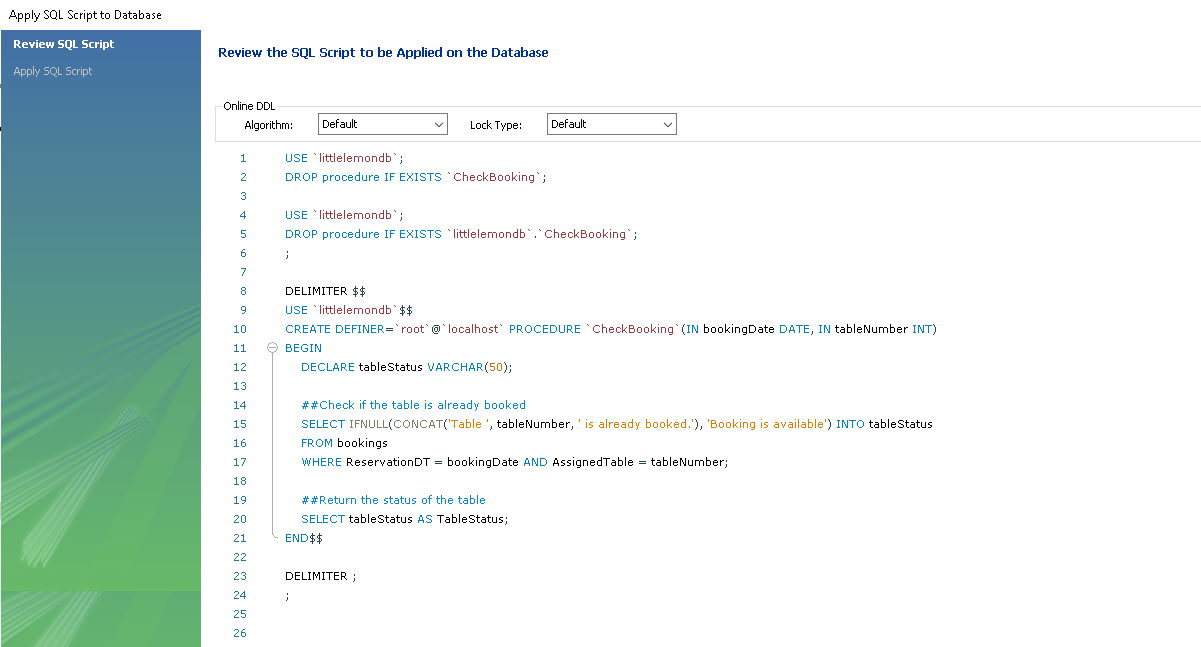 Apply SQL Script to Database
Review SQL Script
Apply SQL Script
Review the SQL Script to be Applied on the Database
Online DDL
Algorithm: Default Lock Type: Default
1 USE `littlelemondb`;
2 DROP procedure IF EXISTS `CheckBooking`;
3
4 USE `littlelemondb`;
5 DROP procedure IF EXISTS `littlelemondb`.`CheckBooking`;
6 ;
7
8 DELIMITER $$
9 USE `littlelemondb`$$
10 CREATE DEFINER=`root`@`localhost` PROCEDURE `CheckBooking`(IN bookingDate DATE, IN tableNumber INT)
11 BEGIN
12 DECLARE tableStatus VARCHAR(50);
13
14 ##Check if the table is already booked
15 SELECT IFNULL(CONCAT('Table ', tableNumber, ' is already booked.'), 'Booking is available') INTO tableStatus
16 FROM bookings
17 WHERE ReservationDT = bookingDate AND AssignedTable = tableNumber;
18
19 ##Return the status of the table
20 SELECT tableStatus AS TableStatus;
21 END$$
22
23 DELIMITER ;
24 ;
25
26